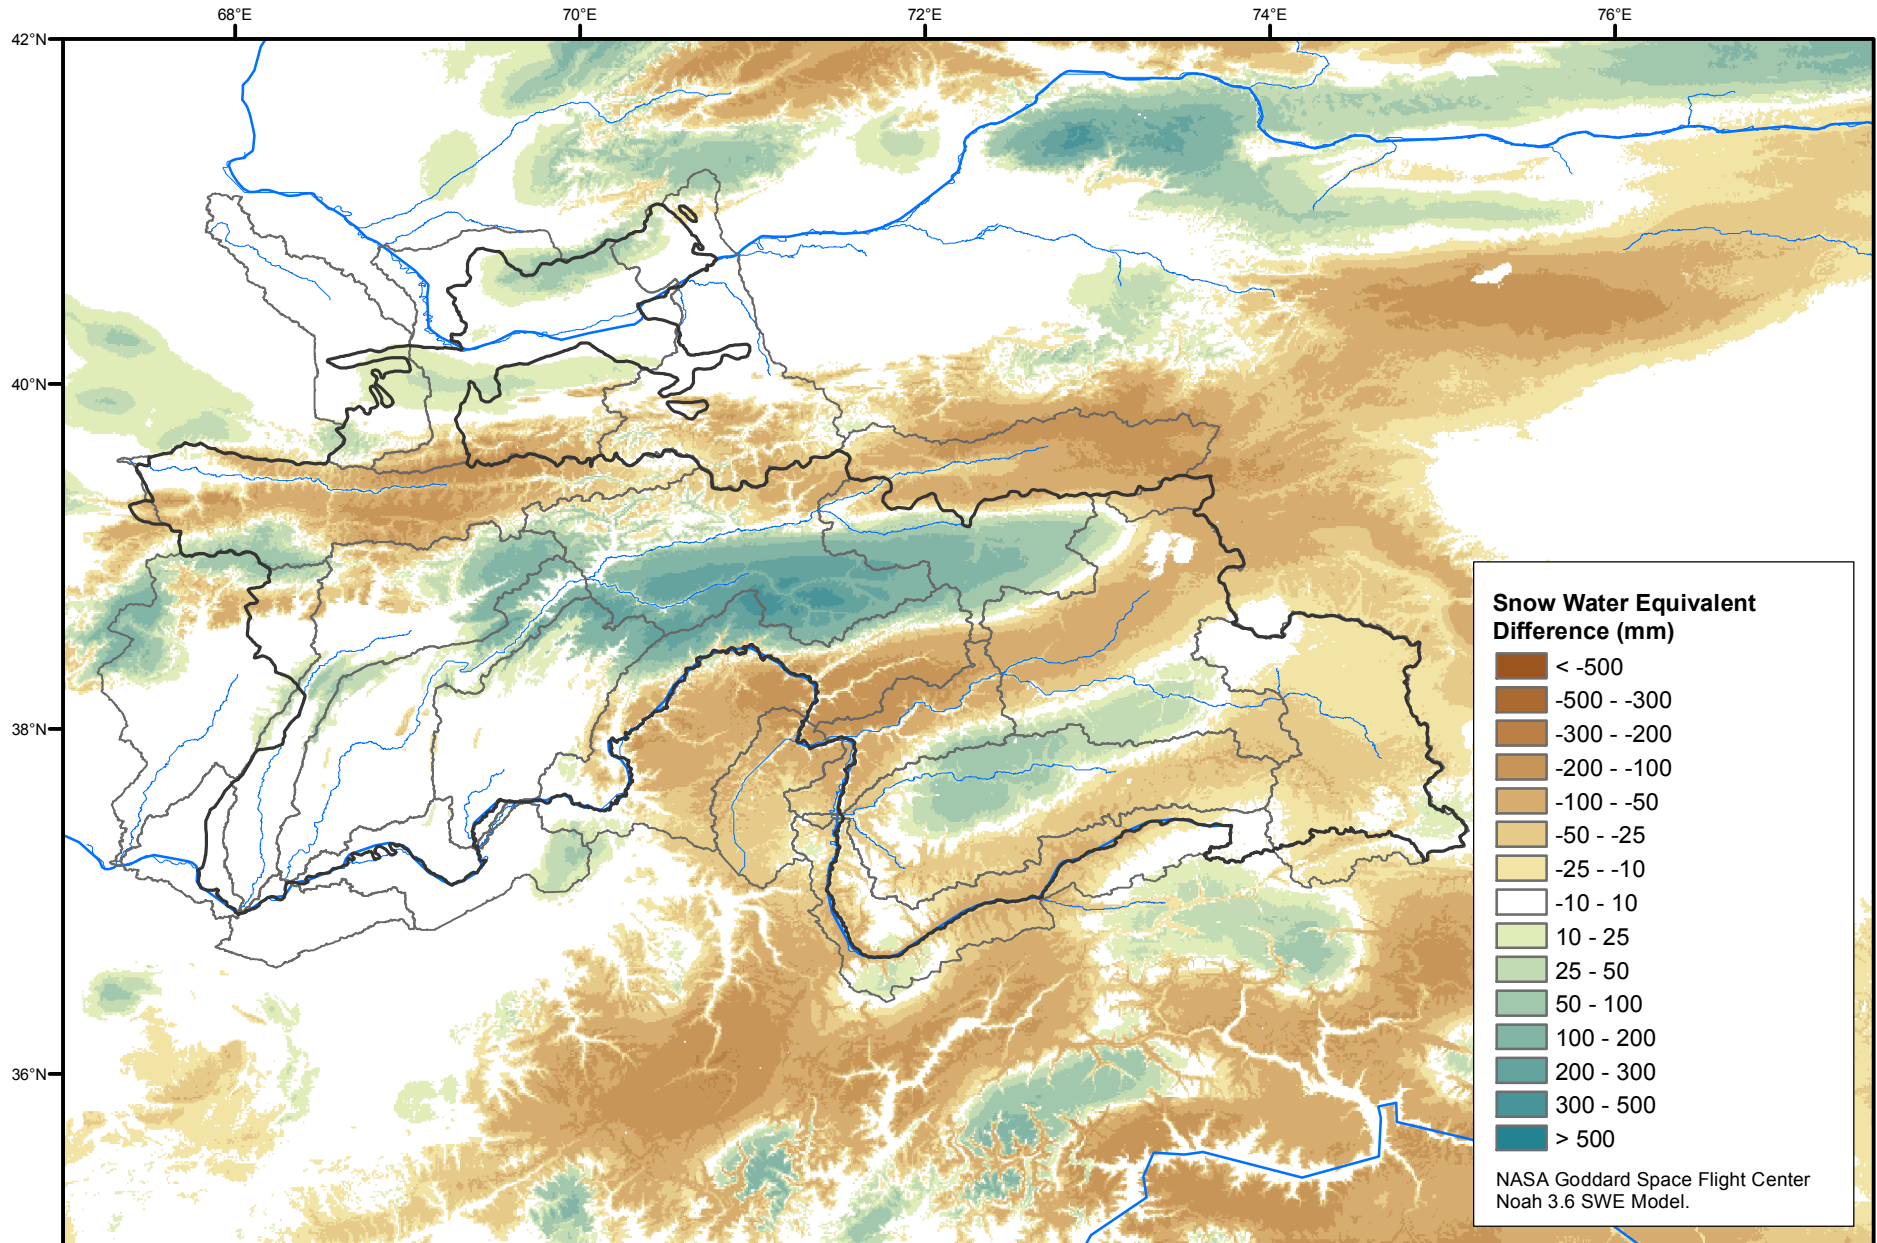 68°E
70°E
72°E
74°E
76°E
42°N
40°N
38°N
36°N
Snow Water Equivalent
Difference (mm)
< -500
-500 - -300
-300 - -200
-200 - -100
-100 - -50
-50 - -25
-25 - -10
-10 - 10
10 - 25
25 - 50
50 - 100
100 - 200
200 - 300
300 - 500
> 500
NASA Goddard Space Flight Center
Noah 3.6 SWE Model.